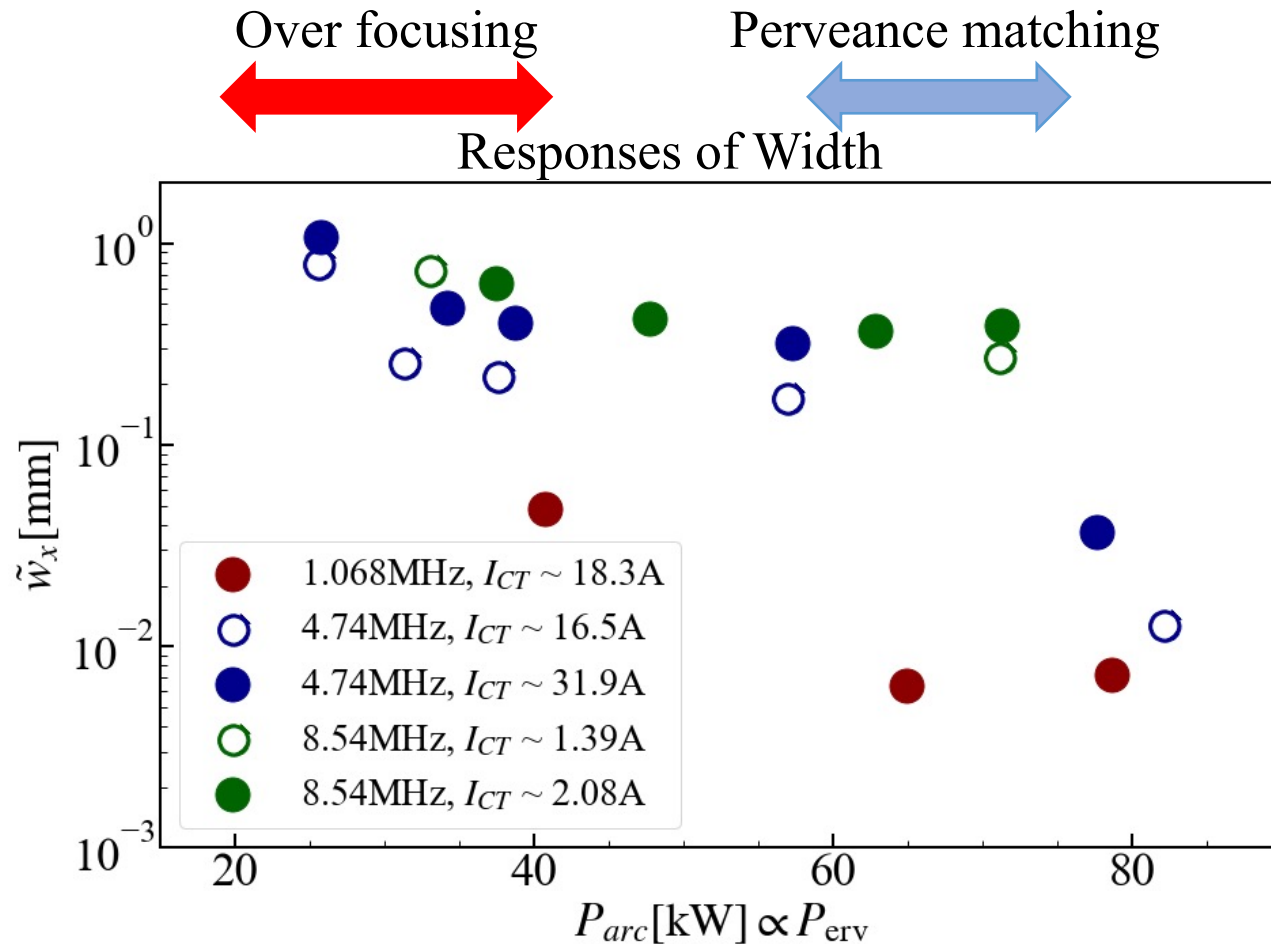 Over focusing
Perveance matching
Responses of Width
10^0
10^-1
10^-2
10^-3
w̃_x[mm]
1.068MHz, I_CT ~ 18.3A
4.74MHz, I_CT ~ 16.5A
4.74MHz, I_CT ~ 31.9A
8.54MHz, I_CT ~ 1.39A
8.54MHz, I_CT ~ 2.08A
20 40 60 80
P_arc[kW] ∝ P_erv